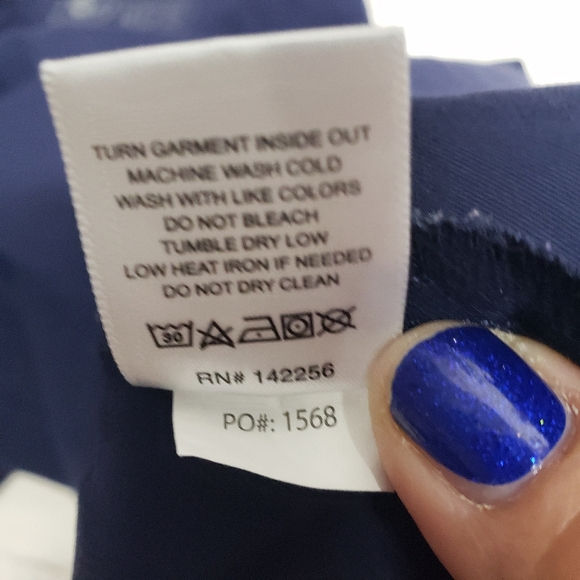 TURN GARMENT INSIDE OUT
MACHINE WASH COLD
WASH WITH LIKE COLORS
DO NOT BLEACH
TUMBLE DRY LOW
LOW HEAT IRON IF NEEDED
DO NOT DRY CLEAN
30
RN# 142256
PO#: 1568